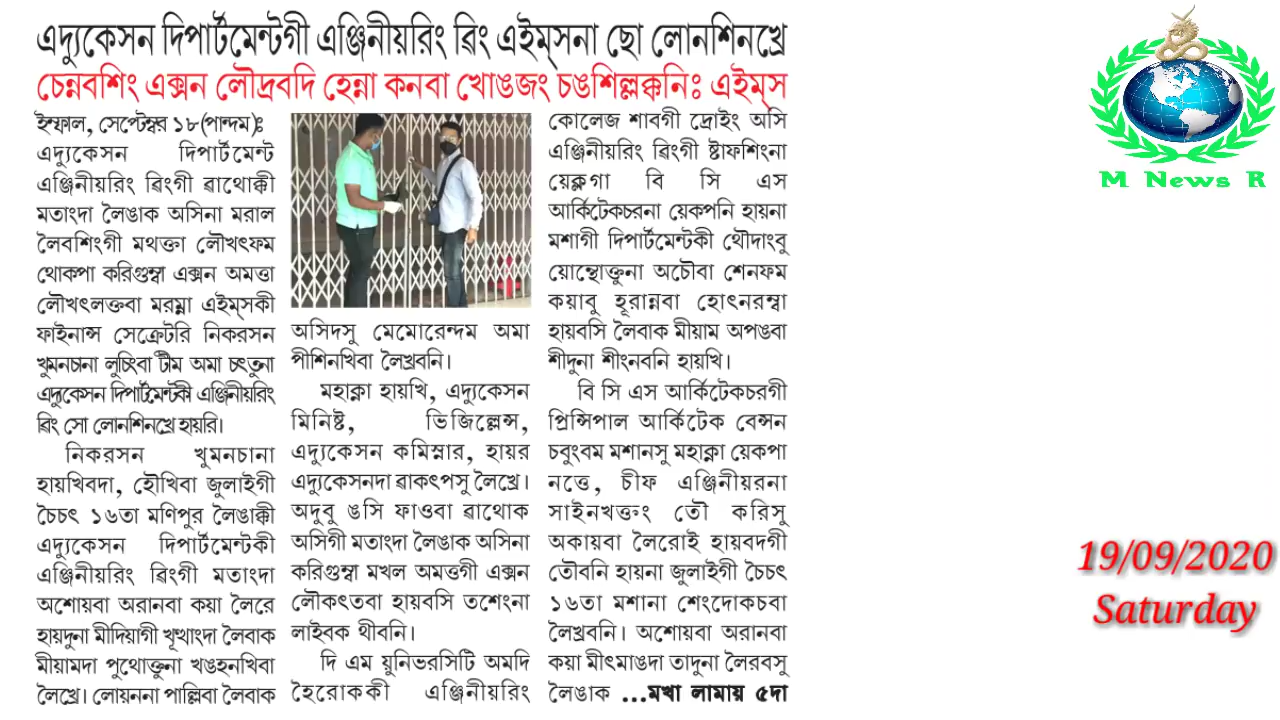 এদ্যুকেসন দিপার্টমেন্টগী এঞ্জিনীয়রিং ৱিং এইম্‌সনা ছো লোনশিনখ্রে
চেন্নবশিং এক্সন লৌদ্রবদি হেন্না কনবা খোঙজং চঙশিল্লক্কনিঃ এইম্‌স
ইম্ফাল, সেপ্টেম্বর ১৮(পান্দম)ঃ
এদ্যুকেসন দিপার্টমেন্ট
এঞ্জিনীয়রিং ৱিংগী ৱাথোক্কী
মতাংদা লৈঙাক অসিনা মরাল
লৈবশিংগী মথক্তা লৌখৎফম
থোকপা করিগুম্বা এক্সন অমত্তা
লৌখৎলক্তবা মরম্না এইম্‌সকী
ফাইনান্স সেক্রেটরি নিকরসন
খুমনচানা লুচিংবা টীম অমা চৎতুনা
এদ্যুকেসন দিপার্টমেন্টকী এঞ্জিনীয়রিং
ৱিং সো লোনশিনখ্রে হায়রি।
নিকরসন খুমনচানা
হায়খিবদা, হৌখিবা জুলাইগী
চৈচৎ ১৬তা মণিপুর লৈঙাক্কী
এদ্যুকেসন দিপার্টমেন্টকী
এঞ্জিনীয়রিং ৱিংগী মতাংদা
অশোয়বা অরানবা কয়া লৈরে
হায়দুনা মীদিয়াগী খূত্থাংদা লৈবাক
মীয়ামদা পুথোক্তুনা খঙহনখিবা
লৈখ্রে। লোয়ননা পাল্লিবা লৈবাক
অসিদসু মেমোরেন্দম অমা
পীশিনখিবা লৈখ্রবনি।
মহাক্না হায়খি, এদ্যুকেসন
মিনিষ্ট, ভিজিল্লেন্স,
এদ্যুকেসন কমিস্নার, হায়র
এদ্যুকেসনদা ৱাকৎপসু লৈখ্রে।
অদুবু ঙসি ফাওবা ৱাথোক
অসিগী মতাংদা লৈঙাক অসিনা
করিগুম্বা মখল অমত্তগী এক্সন
লৌকৎতবা হায়বসি তশেংনা
লাইবক থীবনি।
দি এম য়ুনিভরসিটি অমদি
হৈরোককী এঞ্জিনীয়রিং
কোলেজ শাবগী দ্রোইং অসি
এঞ্জিনীয়রিং ৱিংগী ষ্টাফশিংনা
য়েক্লগা বি সি এস
আর্কিটেকচরনা য়েকপনি হায়না
মশাগী দিপার্টমেন্টকী থৌদাংবু
য়োন্থোক্তুনা অচৌবা শেনফম
কয়াবু হূরান্নবা হোৎনরম্বা
হায়বসি লৈবাক মীয়াম অপঙবা
শীদুনা শীংনবনি হায়খি।
বি সি এস আর্কিটেকচরগী
প্রিন্সিপাল আর্কিটেক বেন্সন
চবুংবম মশানসু মহাক্না য়েকপা
নত্তে, চীফ এঞ্জিনীয়রনা
সাইনখক্তং তৌ করিসু
অকায়বা লৈরোই হায়বদগী
তৌবনি হায়না জুলাইগী চৈচৎ
১৬তা মশানা শেংদোকচবা
লৈখ্রবনি। অশোয়বা অরানবা
কয়া মীৎমাঙদা তাদুনা লৈরবসু
লৈঙাক ...মখা লামায় ৫দা
M News R
19/09/2020
Saturday